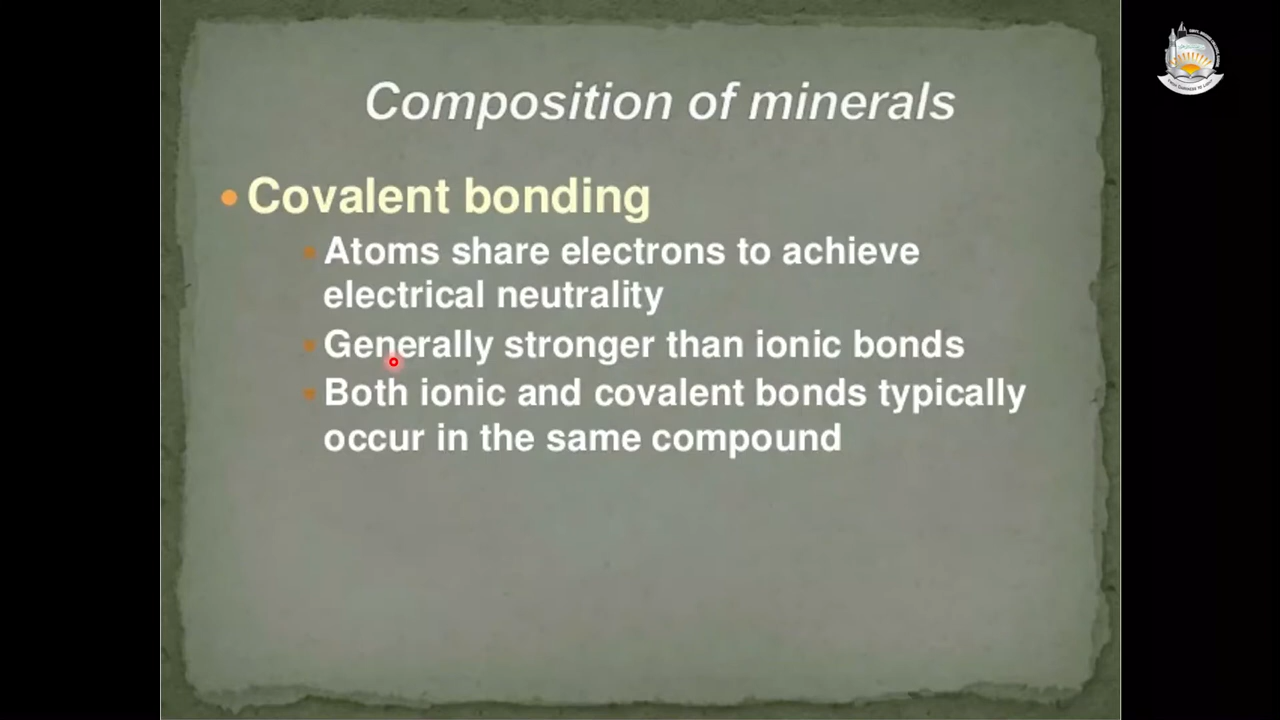 Composition of minerals
Covalent bonding
Atoms share electrons to achieve
electrical neutrality
Generally stronger than ionic bonds
Both ionic and covalent bonds typically
occur in the same compound